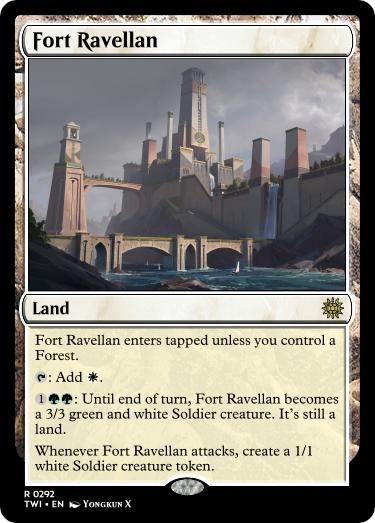 Fort Ravellan
Land
Fort Ravellan enters tapped unless you control a
Forest.
: Add .
1: Until end of turn, Fort Ravellan becomes
a 3/3 green and white Soldier creature. It's still a
land.
Whenever Fort Ravellan attacks, create a 1/1
white Soldier creature token.
R 0292
TWI • EN Yongkun X